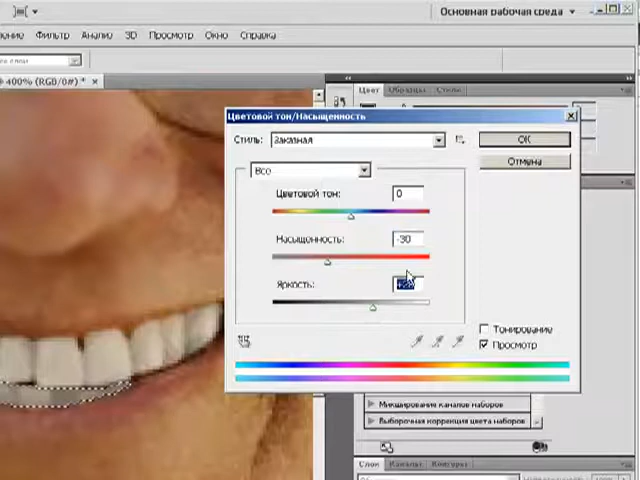 Основная рабочая среда
Фильтр Анализ 3D Просмотр Окно Справка
400% (RGB/8#) *
Цвет Образцы Стили
Цветовой тон/Насыщенность
Стиль: Заказная
OK
Отмена
Все
Цветовой тон: 0
Насыщенность: -30
Яркость:
Тонирование
Просмотр
Микширование каналов наборов
Выборочная коррекция цвета наборов
Слои Каналы Контуры